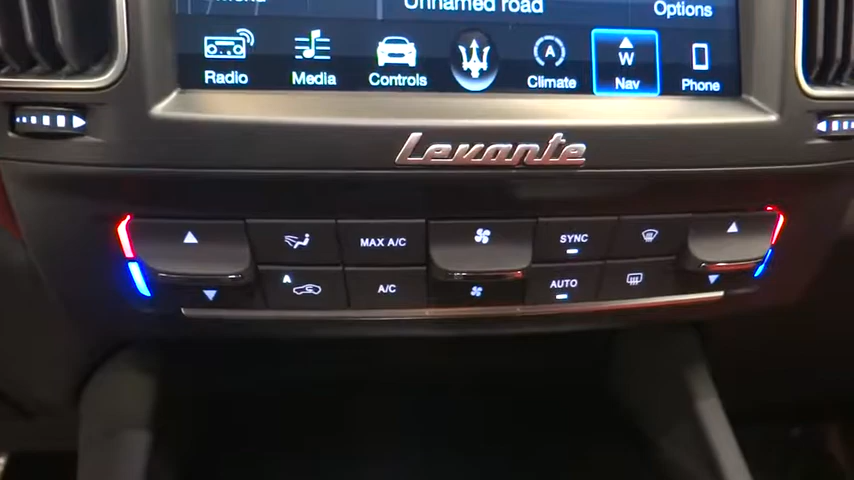 Unnamed road
Options
Radio
Media
Controls
A
Climate
W
Nav
Phone
Levante
MAX A/C
SYNC
A
A/C
AUTO